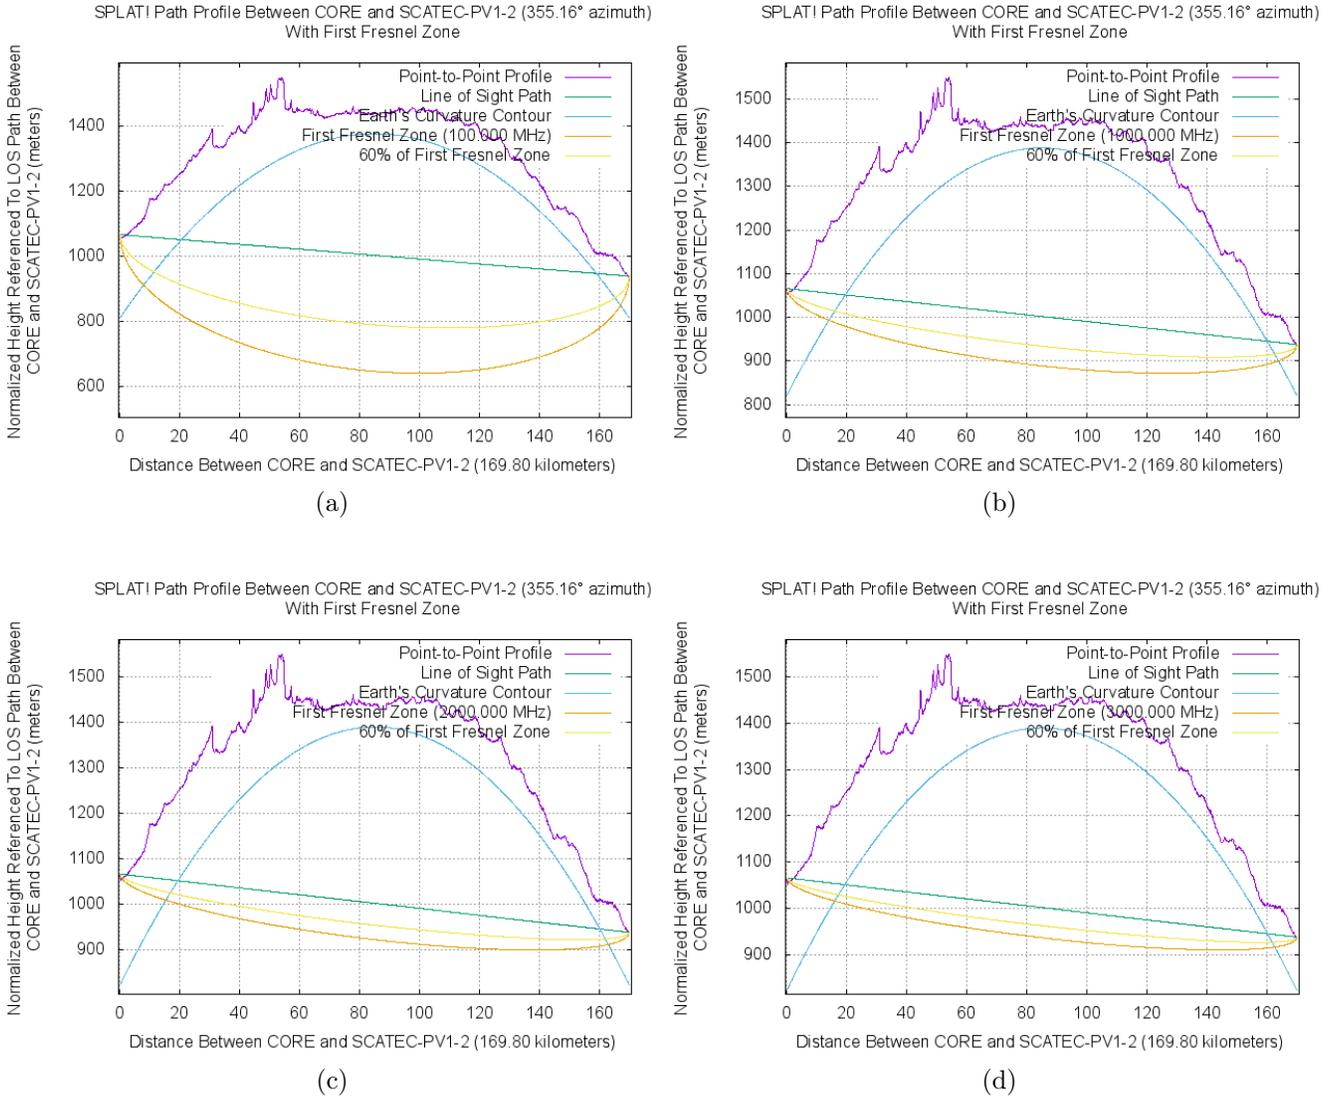 SPLAT! Path Profile Between CORE and SCATEC-PV1-2 (355.16° azimuth)
With First Fresnel Zone
Normalized Height Referenced To LOS Path Between
CORE and SCATEC-PV1-2 (meters)
Point-to-Point Profile
Line of Sight Path
Earth's Curvature Contour
First Fresnel Zone (100.000 MHz)
60% of First Fresnel Zone
1400
1200
1000
800
600
0 20 40 60 80 100 120 140 160
Distance Between CORE and SCATEC-PV1-2 (169.80 kilometers)
(a)
SPLAT! Path Profile Between CORE and SCATEC-PV1-2 (355.16° azimuth)
With First Fresnel Zone
Normalized Height Referenced To LOS Path Between
CORE and SCATEC-PV1-2 (meters)
Point-to-Point Profile
Line of Sight Path
Earth's Curvature Contour
First Fresnel Zone (1000.000 MHz)
60% of First Fresnel Zone
1500
1400
1300
1200
1100
1000
900
800
0 20 40 60 80 100 120 140 160
Distance Between CORE and SCATEC-PV1-2 (169.80 kilometers)
(b)
SPLAT! Path Profile Between CORE and SCATEC-PV1-2 (355.16° azimuth)
With First Fresnel Zone
Normalized Height Referenced To LOS Path Between
CORE and SCATEC-PV1-2 (meters)
Point-to-Point Profile
Line of Sight Path
Earth's Curvature Contour
First Fresnel Zone (2000.000 MHz)
60% of First Fresnel Zone
1500
1400
1300
1200
1100
1000
900
0 20 40 60 80 100 120 140 160
Distance Between CORE and SCATEC-PV1-2 (169.80 kilometers)
(c)
SPLAT! Path Profile Between CORE and SCATEC-PV1-2 (355.16° azimuth)
With First Fresnel Zone
Normalized Height Referenced To LOS Path Between
CORE and SCATEC-PV1-2 (meters)
Point-to-Point Profile
Line of Sight Path
Earth's Curvature Contour
First Fresnel Zone (3000.000 MHz)
60% of First Fresnel Zone
1500
1400
1300
1200
1100
1000
900
0 20 40 60 80 100 120 140 160
Distance Between CORE and SCATEC-PV1-2 (169.80 kilometers)
(d)